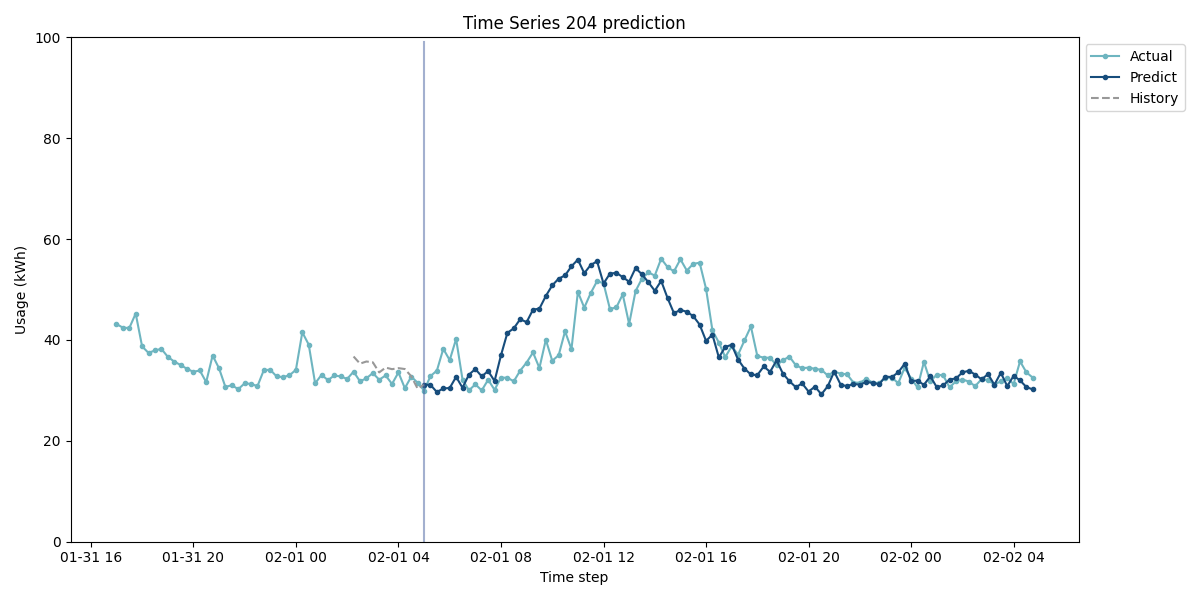 Time Series 204 prediction
100
80
60
40
20
0
Usage (kWh)
01-31 16
01-31 20
02-01 00
02-01 04
02-01 08
02-01 12
02-01 16
02-01 20
02-02 00
02-02 04
Time step
Actual
Predict
History